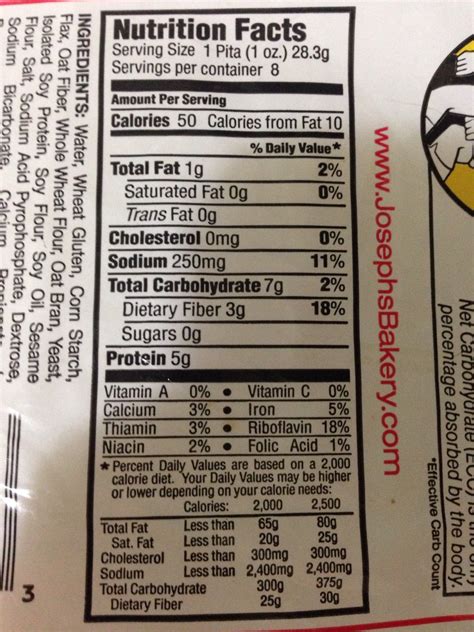 Nutrition Facts
Serving Size 1 Pita (1 oz.) 28.3g
Servings per container 8
Amount Per Serving
Calories 50 Calories from Fat 10
% Daily Value*
Total Fat 1g 2%
Saturated Fat 0g 0%
Trans Fat 0g
Cholesterol 0mg 0%
Sodium 250mg 11%
Total Carbohydrate 7g 2%
Dietary Fiber 3g 18%
Sugars 0g
Protein 5g
Vitamin A 0% • Vitamin C 0%
Calcium 3% • Iron 5%
Thiamin 3% • Riboflavin 18%
Niacin 2% • Folic Acid 1%
* Percent Daily Values are based on a 2,000
calorie diet. Your Daily Values may be higher
or lower depending on your calorie needs:
Calories: 2,000 2,500
Total Fat Less than 65g 80g
Sat. Fat Less than 20g 25g
Cholesterol Less than 300mg 300mg
Sodium Less than 2,400mg 2,400mg
Total Carbohydrate 300g 375g
Dietary Fiber 25g 30g
INGREDIENTS: Water, Wheat Gluten, Corn Starch,
Flax, Oat Fiber, Whole Wheat Flour, Oat Bran, Yeast,
Isolated Soy Protein, Soy Flour, Soy Oil, Sesame
Flour, Salt, Sodium Acid Pyrophosphate, Dextrose,
Sodium Bicarbonate, Calcium
www.JosephsBakery.com
Net Carbohydrate
percentage absorbed by the body.
*Effective Carb Count
3